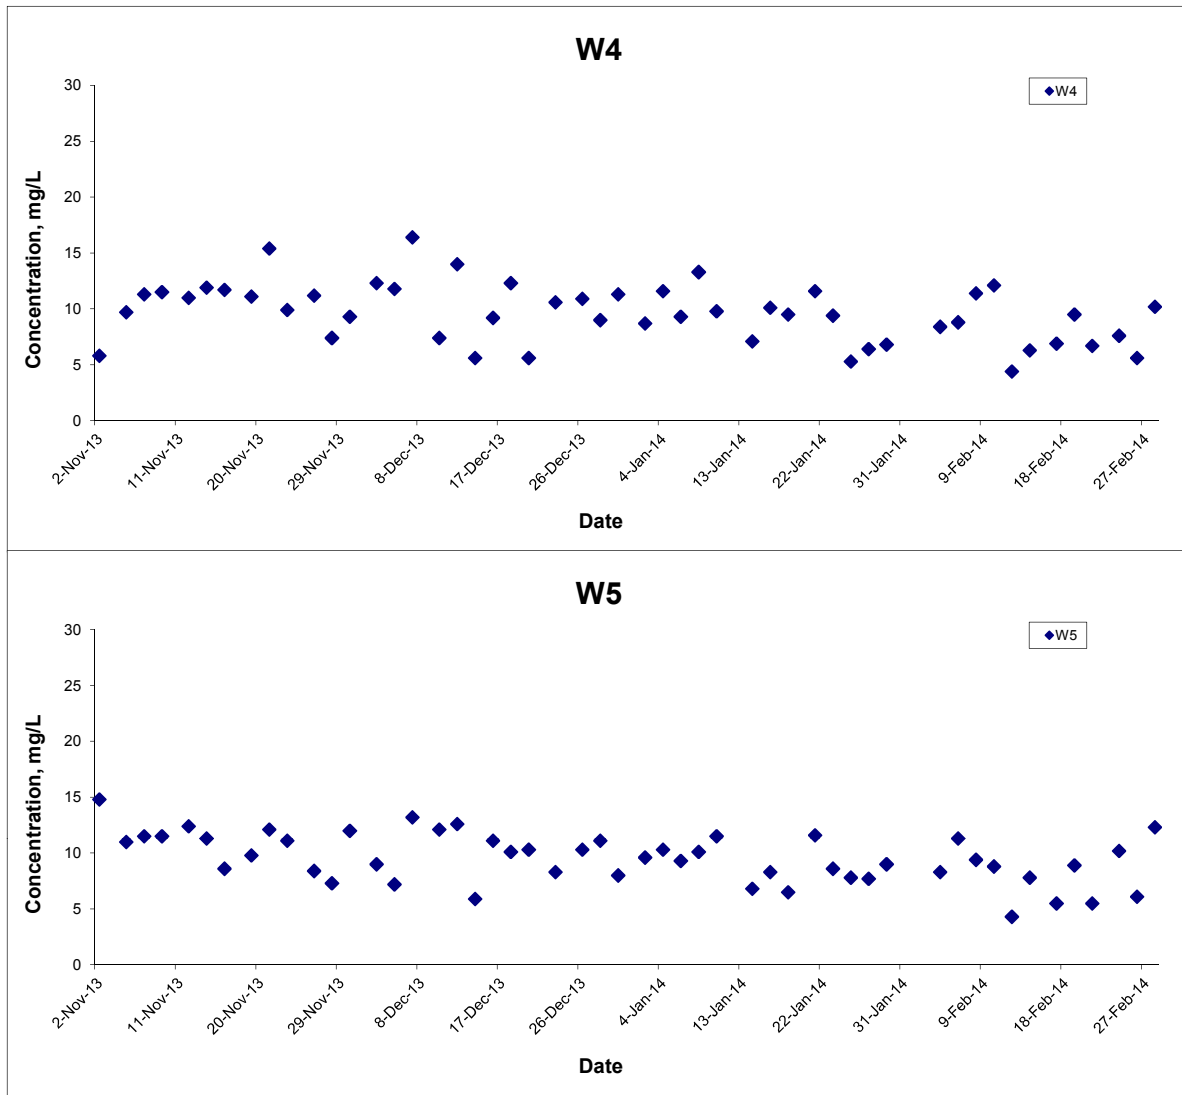 W4
W4
Concentration, mg/L
30
25
20
15
10
5
0
2-Nov-13
11-Nov-13
20-Nov-13
29-Nov-13
8-Dec-13
17-Dec-13
26-Dec-13
4-Jan-14
13-Jan-14
22-Jan-14
31-Jan-14
9-Feb-14
18-Feb-14
27-Feb-14
Date
W5
W5
Concentration, mg/L
30
25
20
15
10
5
0
2-Nov-13
11-Nov-13
20-Nov-13
29-Nov-13
8-Dec-13
17-Dec-13
26-Dec-13
4-Jan-14
13-Jan-14
22-Jan-14
31-Jan-14
9-Feb-14
18-Feb-14
27-Feb-14
Date